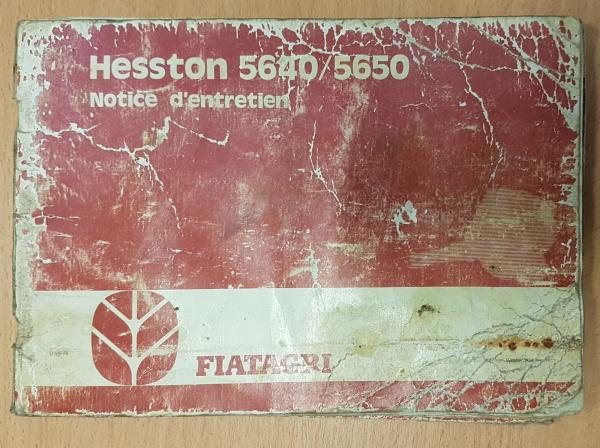 Hesston 5640/5650
Notice d'entretien
FIATAGRI